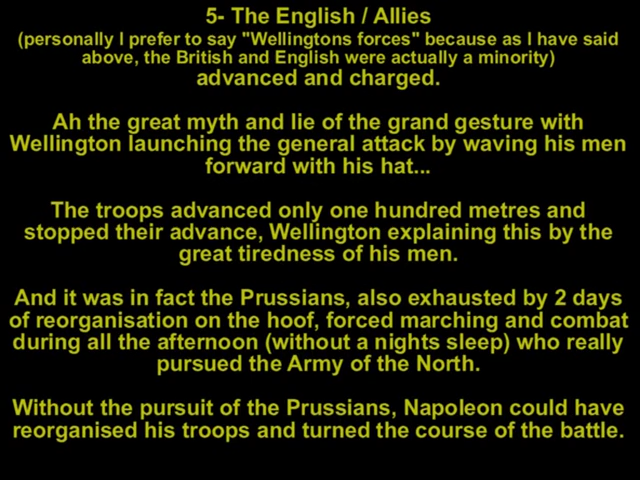 5- The English / Allies
(personally I prefer to say "Wellingtons forces" because as I have said
above, the British and English were actually a minority)
advanced and charged.
Ah the great myth and lie of the grand gesture with
Wellington launching the general attack by waving his men
forward with his hat...
The troops advanced only one hundred metres and
stopped their advance, Wellington explaining this by the
great tiredness of his men.
And it was in fact the Prussians, also exhausted by 2 days
of reorganisation on the hoof, forced marching and combat
during all the afternoon (without a nights sleep) who really
pursued the Army of the North.
Without the pursuit of the Prussians, Napoleon could have
reorganised his troops and turned the course of the battle.